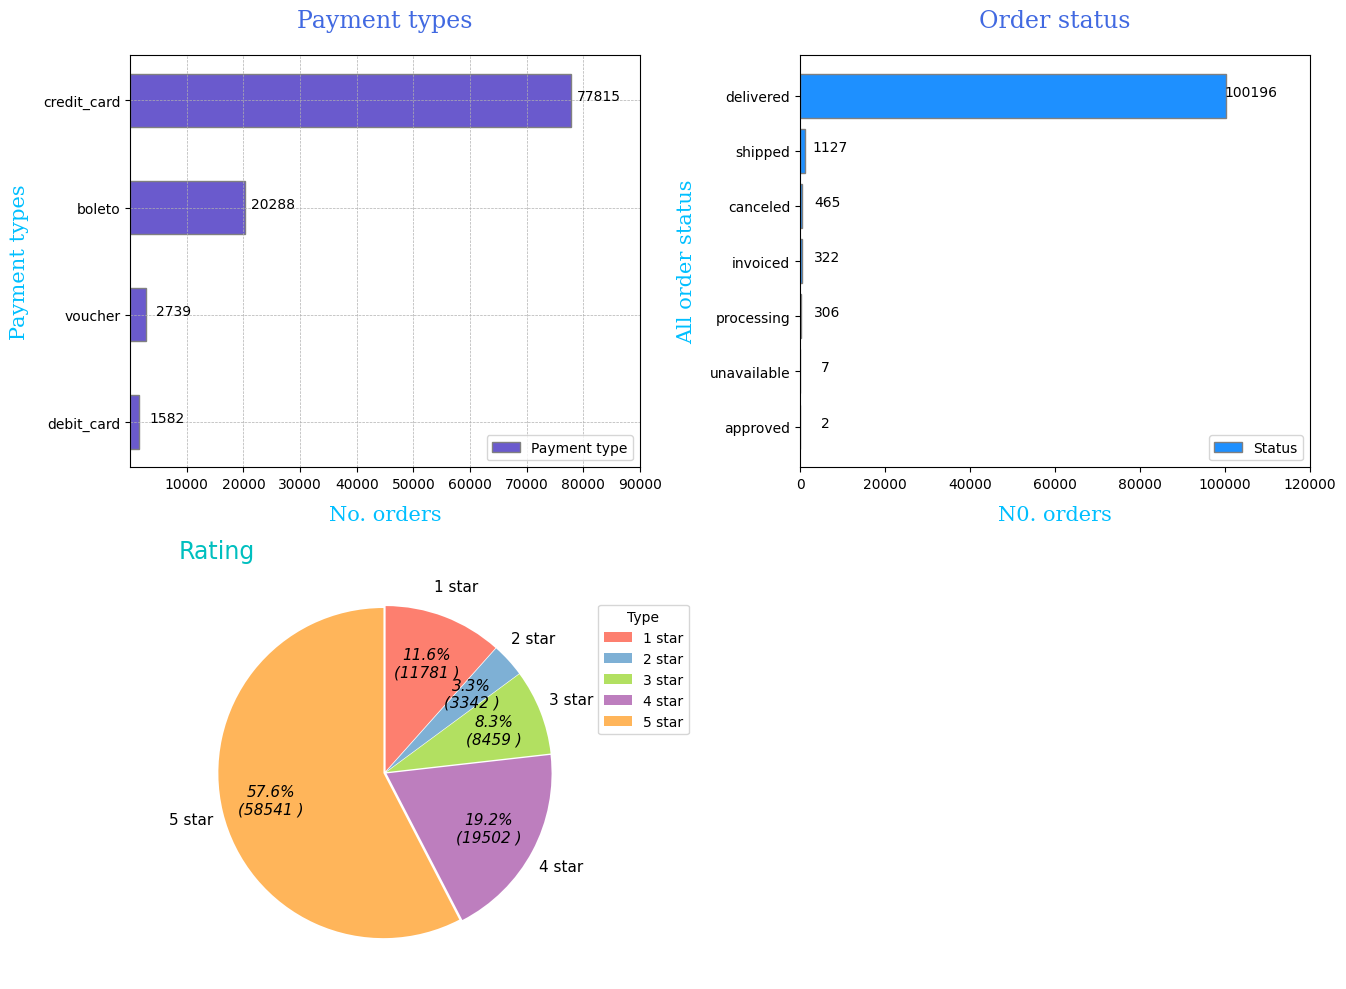 Payment types
Payment types
credit_card
77815
boleto
20288
voucher
2739
debit_card
1582
Payment type
10000 20000 30000 40000 50000 60000 70000 80000 90000
No. orders
Order status
All order status
delivered
100196
shipped
1127
canceled
465
invoiced
322
processing
306
unavailable
7
approved
2
Status
0 20000 40000 60000 80000 100000 120000
N0. orders
Rating
1 star
11.6%
(11781 )
2 star
3.3%
(3342 )
3 star
8.3%
(8459 )
4 star
19.2%
(19502 )
5 star
57.6%
(58541 )
Type
1 star
2 star
3 star
4 star
5 star